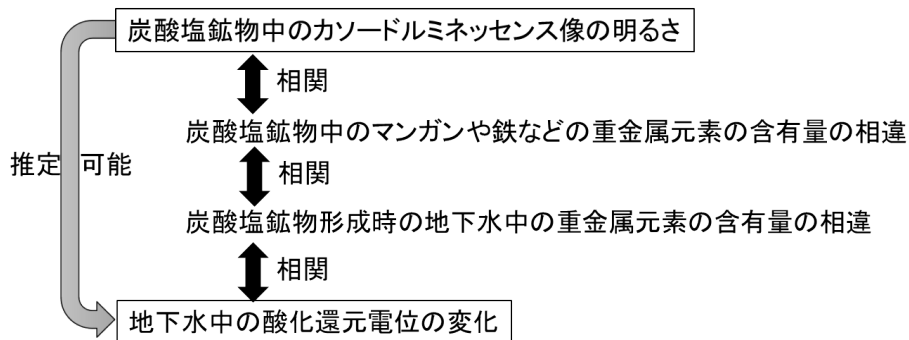 炭酸塩鉱物中のカソードルミネッセンス像の明るさ
相関
炭酸塩鉱物中のマンガンや鉄などの重金属元素の含有量の相違
推定 可能
相関
炭酸塩鉱物形成時の地下水中の重金属元素の含有量の相違
相関
地下水中の酸化還元電位の変化